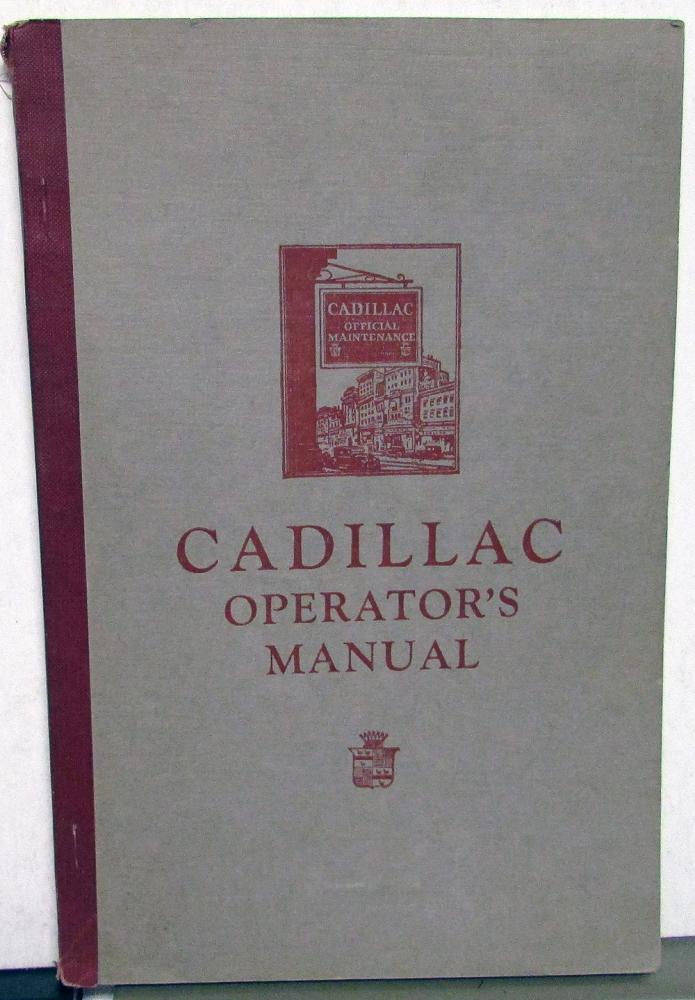 CADILLAC
OFFICIAL
MAINTENANCE
CADILLAC
OPERATOR'S
MANUAL